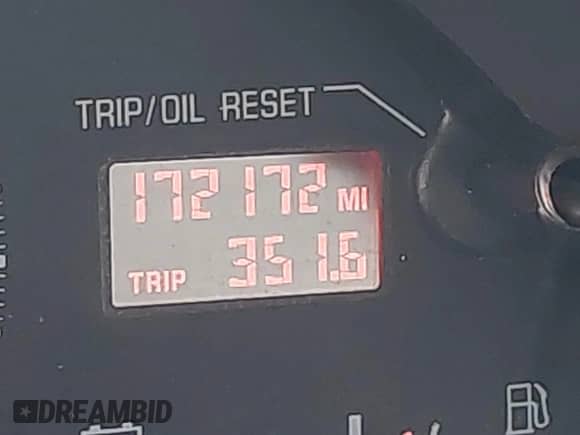 TRIP/OIL RESET
172172 MI
TRIP 351.6
DREAMBID